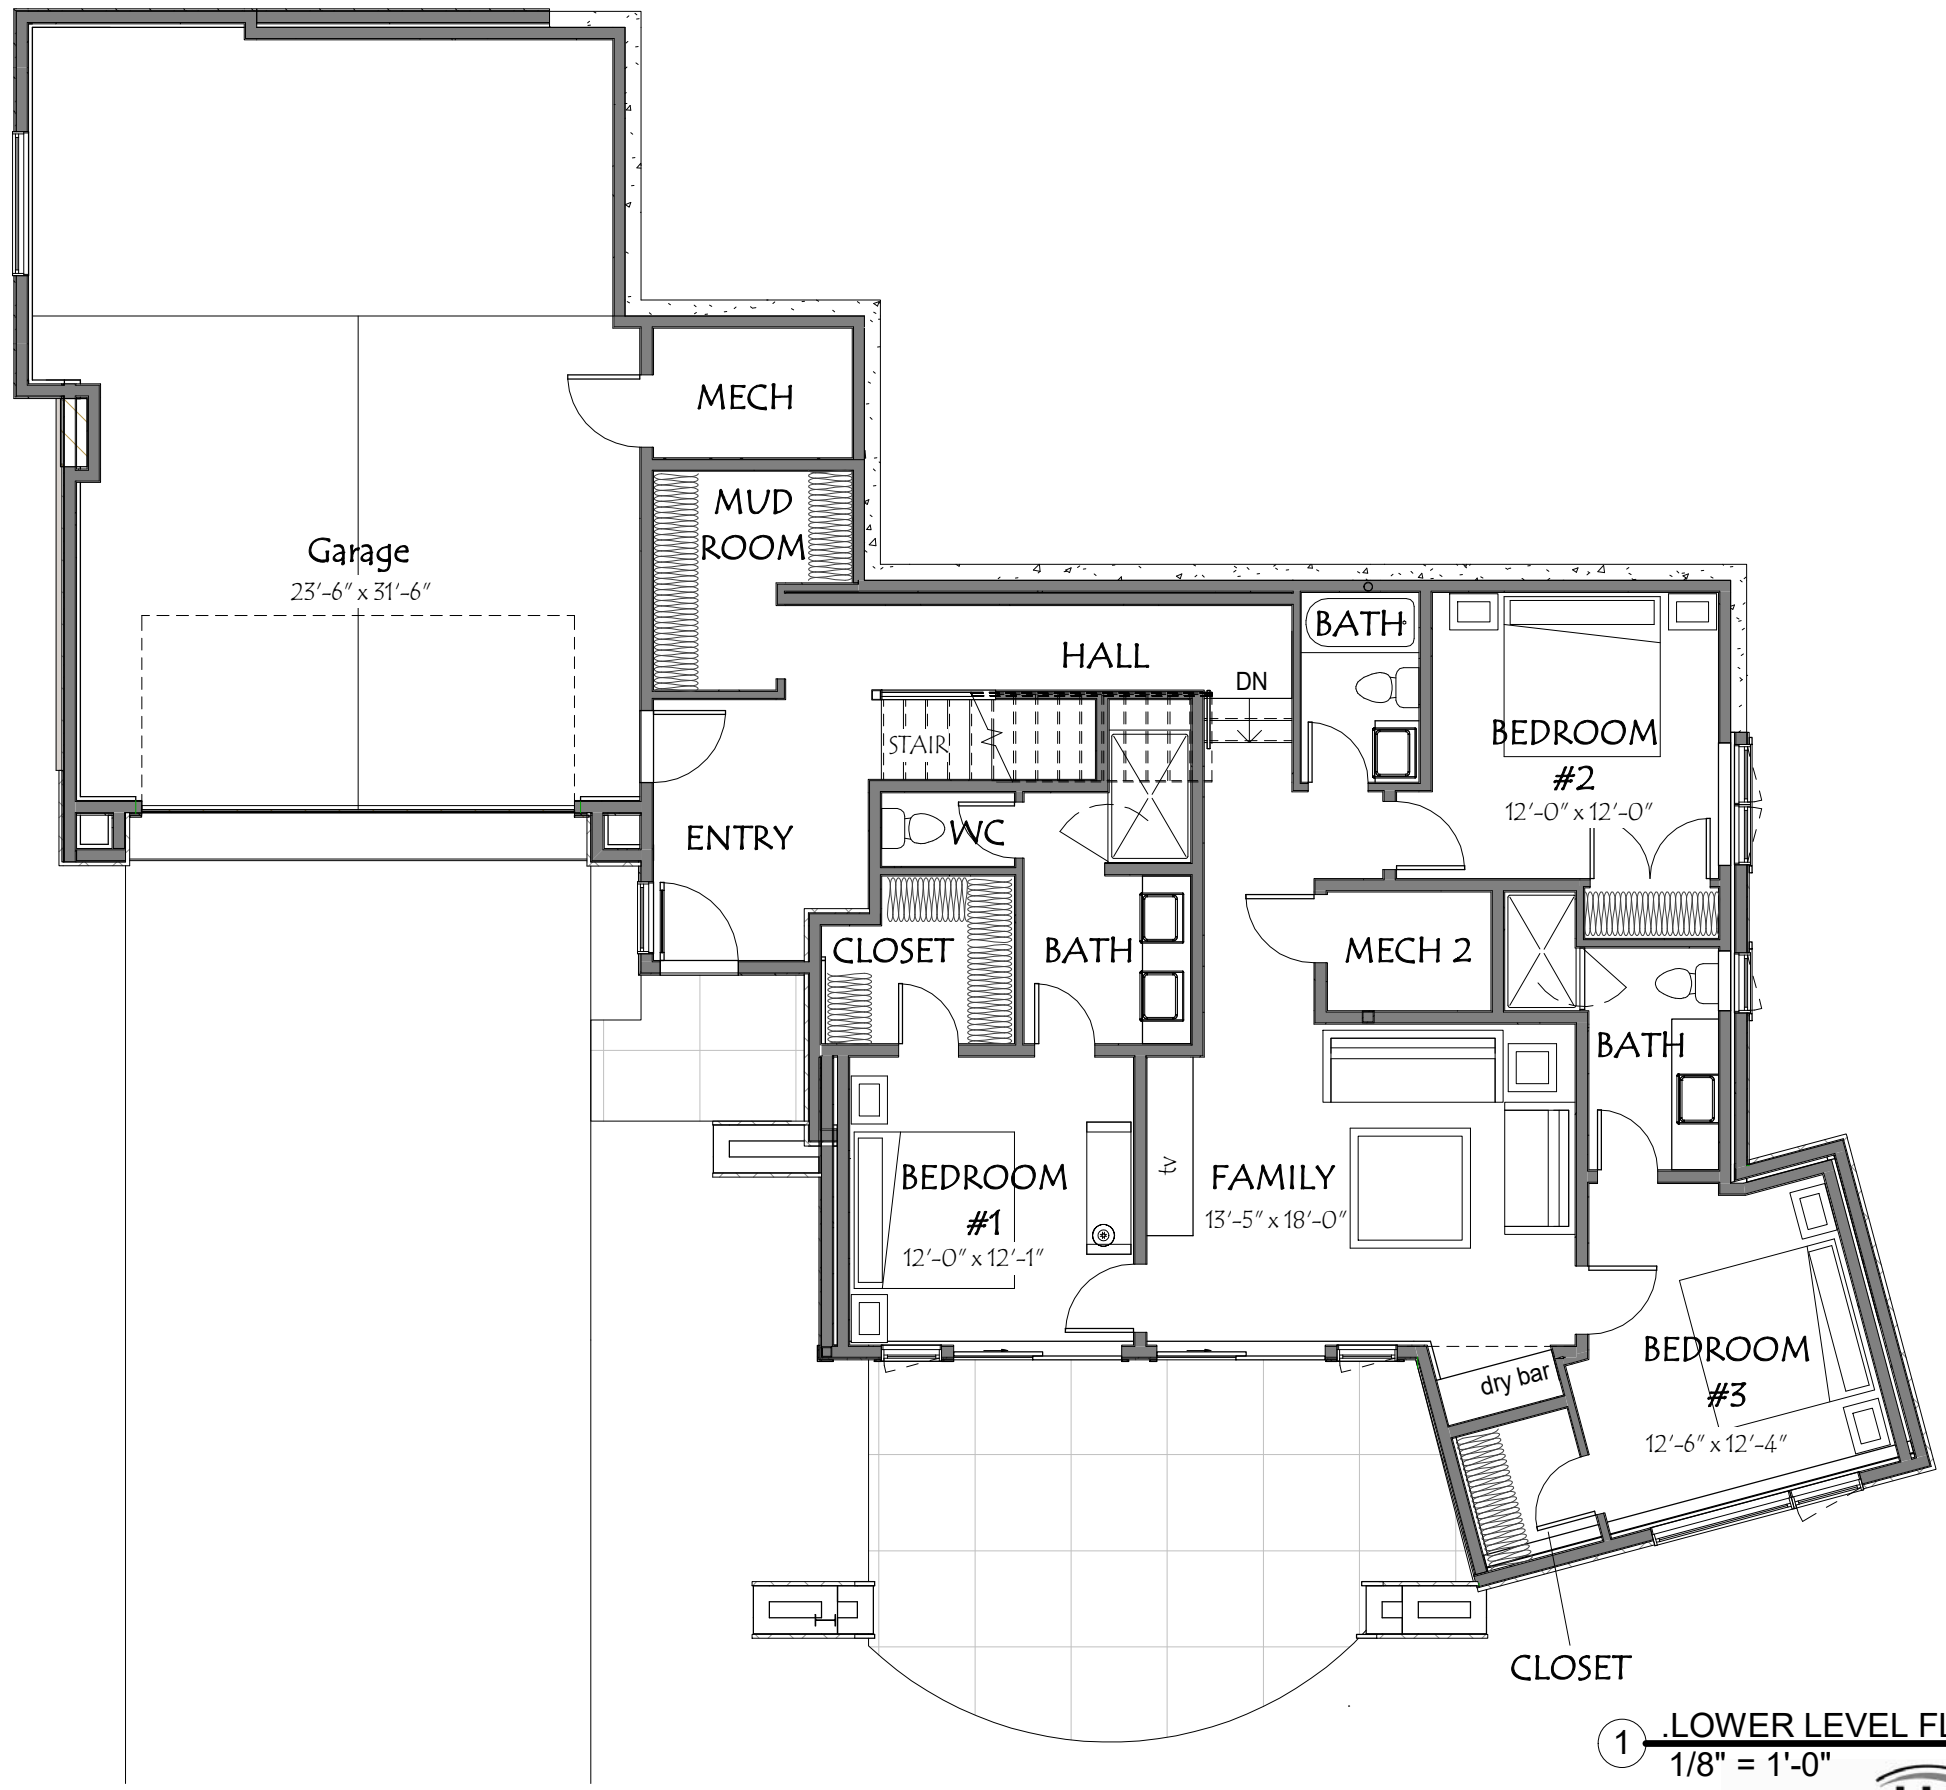 MECH
MUD
ROOM
Garage
23'-6" x 31'-6"
BATH
HALL
DN
STAIR
BEDROOM
#2
12'-0" x 12'-0"
ENTRY
WC
CLOSET
BATH
MECH 2
BATH
BEDROOM
#1
12'-0" x 12'-1"
tv
FAMILY
13'-5" x 18'-0"
BEDROOM
#3
12'-6" x 12'-4"
dry bar
CLOSET
1
.LOWER LEVEL
1/8" = 1'-0"